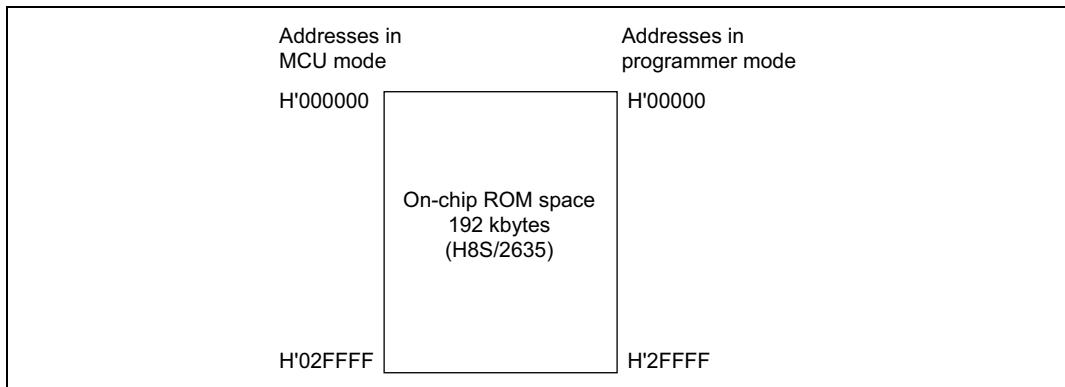 Addresses in
MCU mode
Addresses in
programmer mode
H'000000
H'00000
On-chip ROM space
192 kbytes
(H8S/2635)
H'02FFFF
H'2FFFF